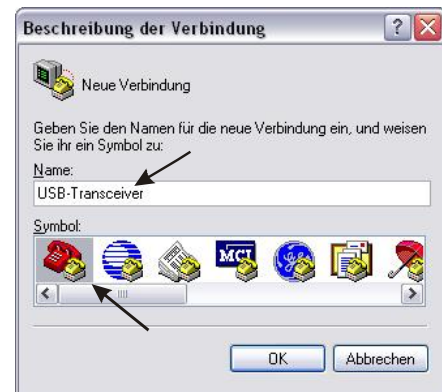 Beschreibung der Verbindung
Neue Verbindung
Geben Sie den Namen für die neue Verbindung ein, und weisen
Sie ihr ein Symbol zu:
Name:
USB-Transceiver
Symbol:
MCI
OK Abbrechen